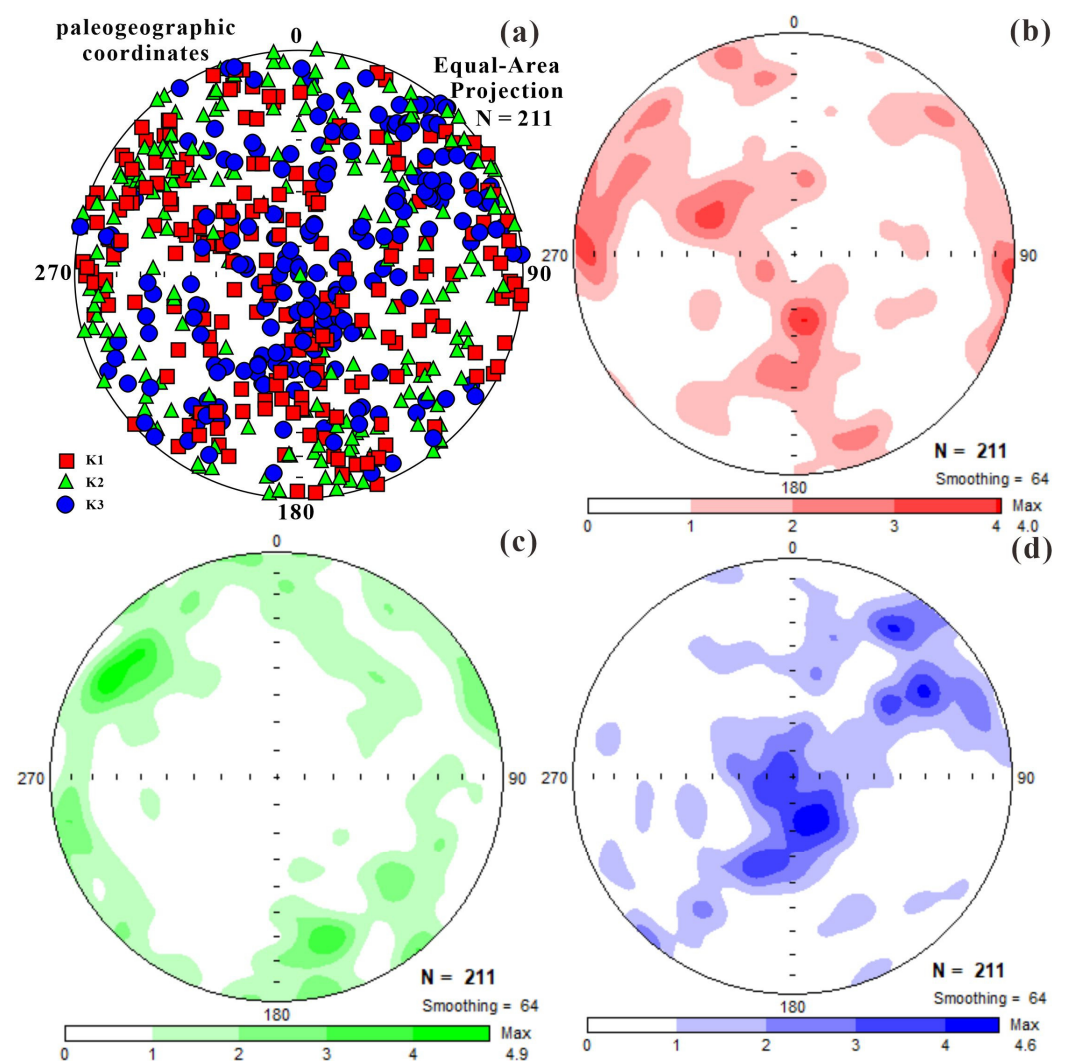 paleogeographic
coordinates
0
(a)
Equal-Area
Projection
N = 211
270
90
K1
K2
K3
180
(b)
0
270
90
180
N = 211
Smoothing = 64
Max
0 1 2 3 4 4.0
(c)
0
270
90
180
N = 211
Smoothing = 64
Max
0 1 2 3 4 4.9
(d)
0
270
90
180
N = 211
Smoothing = 64
Max
0 1 2 3 4 4.6